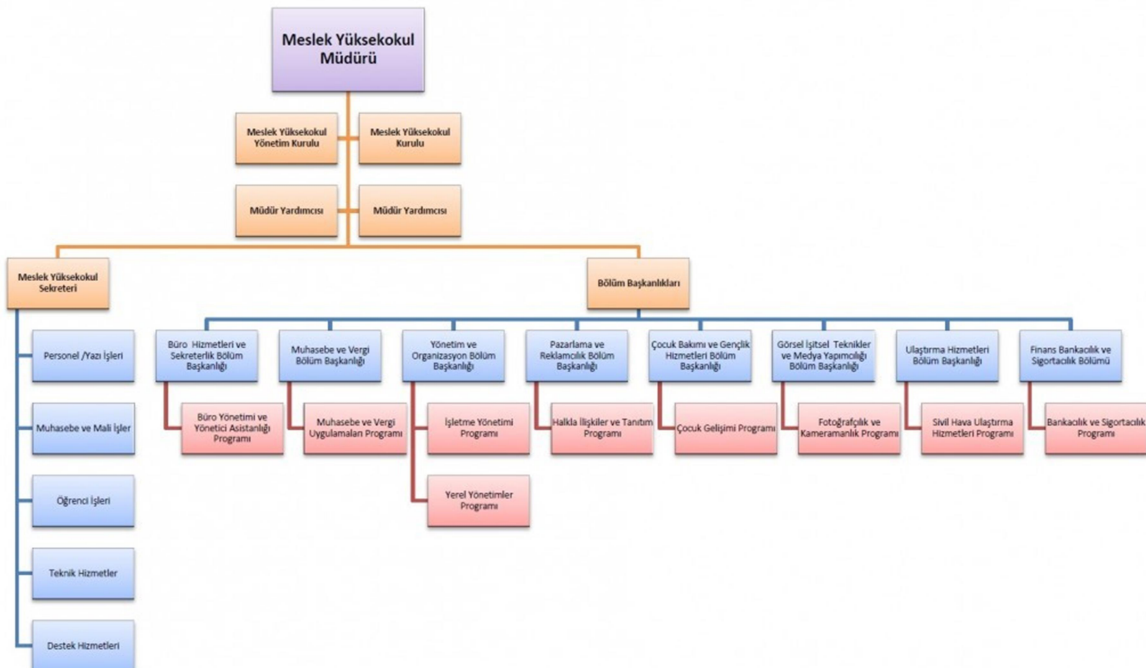 Meslek Yüksekokul
Müdürü
Meslek Yüksekokul
Yönetim Kurulu
Meslek Yüksekokul
Kurulu
Müdür Yardımcısı
Müdür Yardımcısı
Meslek Yüksekokul
Sekreteri
Bölüm Başkanlıkları
Personel /Yazı İşleri
Muhasebe ve Mali İşler
Öğrenci İşleri
Teknik Hizmetler
Destek Hizmetleri
Büro Hizmetleri ve
Sekreterlik Bölüm
Başkanlığı
Büro Yönetimi ve
Yönetici Asistanlığı
Programı
Muhasebe ve Vergi
Bölüm Başkanlığı
Muhasebe ve Vergi
Uygulamaları Programı
Yönetim ve
Organizasyon Bölüm
Başkanlığı
İşletme Yönetimi
Programı
Yerel Yönetimler
Programı
Pazarlama ve
Reklamcılık Bölüm
Başkanlığı
Halkla İlişkiler ve Tanıtım
Programı
Çocuk Bakımı ve Gençlik
Hizmetleri Bölüm
Başkanlığı
Çocuk Gelişimi Programı
Görsel İşitsel Teknikler
ve Medya Yapımcılığı
Bölüm Başkanlığı
Fotoğrafçılık ve
Kameramanlık Programı
Ulaştırma Hizmetleri
Bölüm Başkanlığı
Sivil Hava Ulaştırma
Hizmetleri Programı
Finans Bankacılık ve
Sigortacılık Bölümü
Bankacılık ve Sigortacılık
Programı